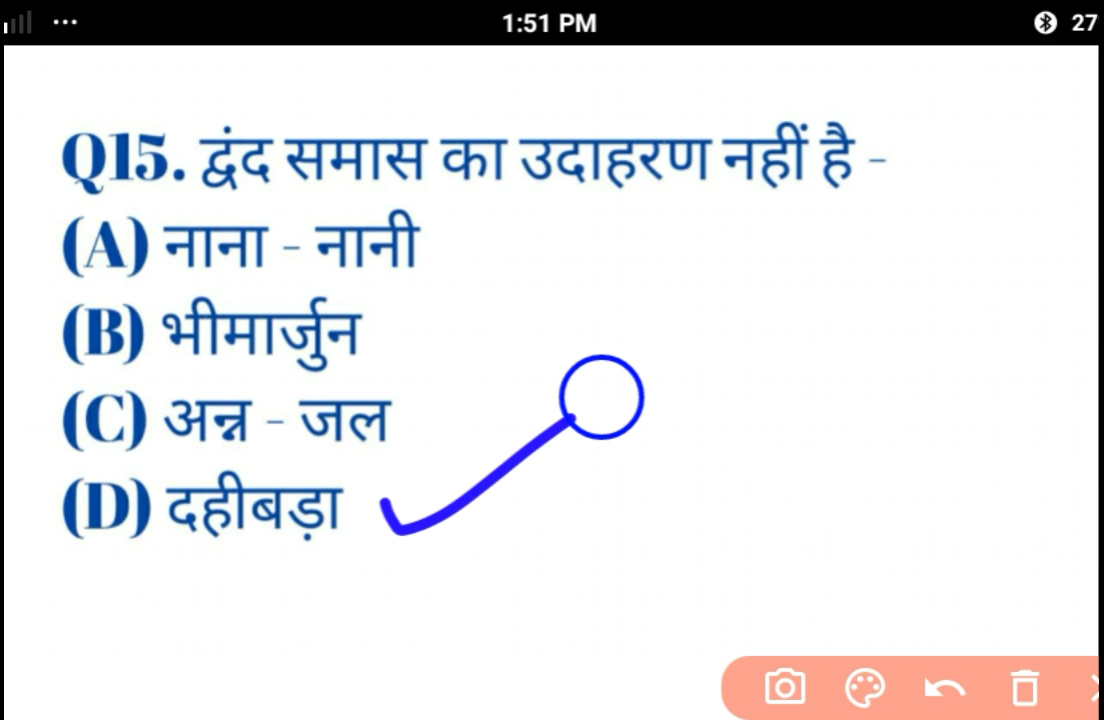 1:51 PM
27
Q15. द्वंद समास का उदाहरण नहीं है -
(A) नाना - नानी
(B) भीमार्जुन
(C) अन्न - जल
(D) दहीबड़ा